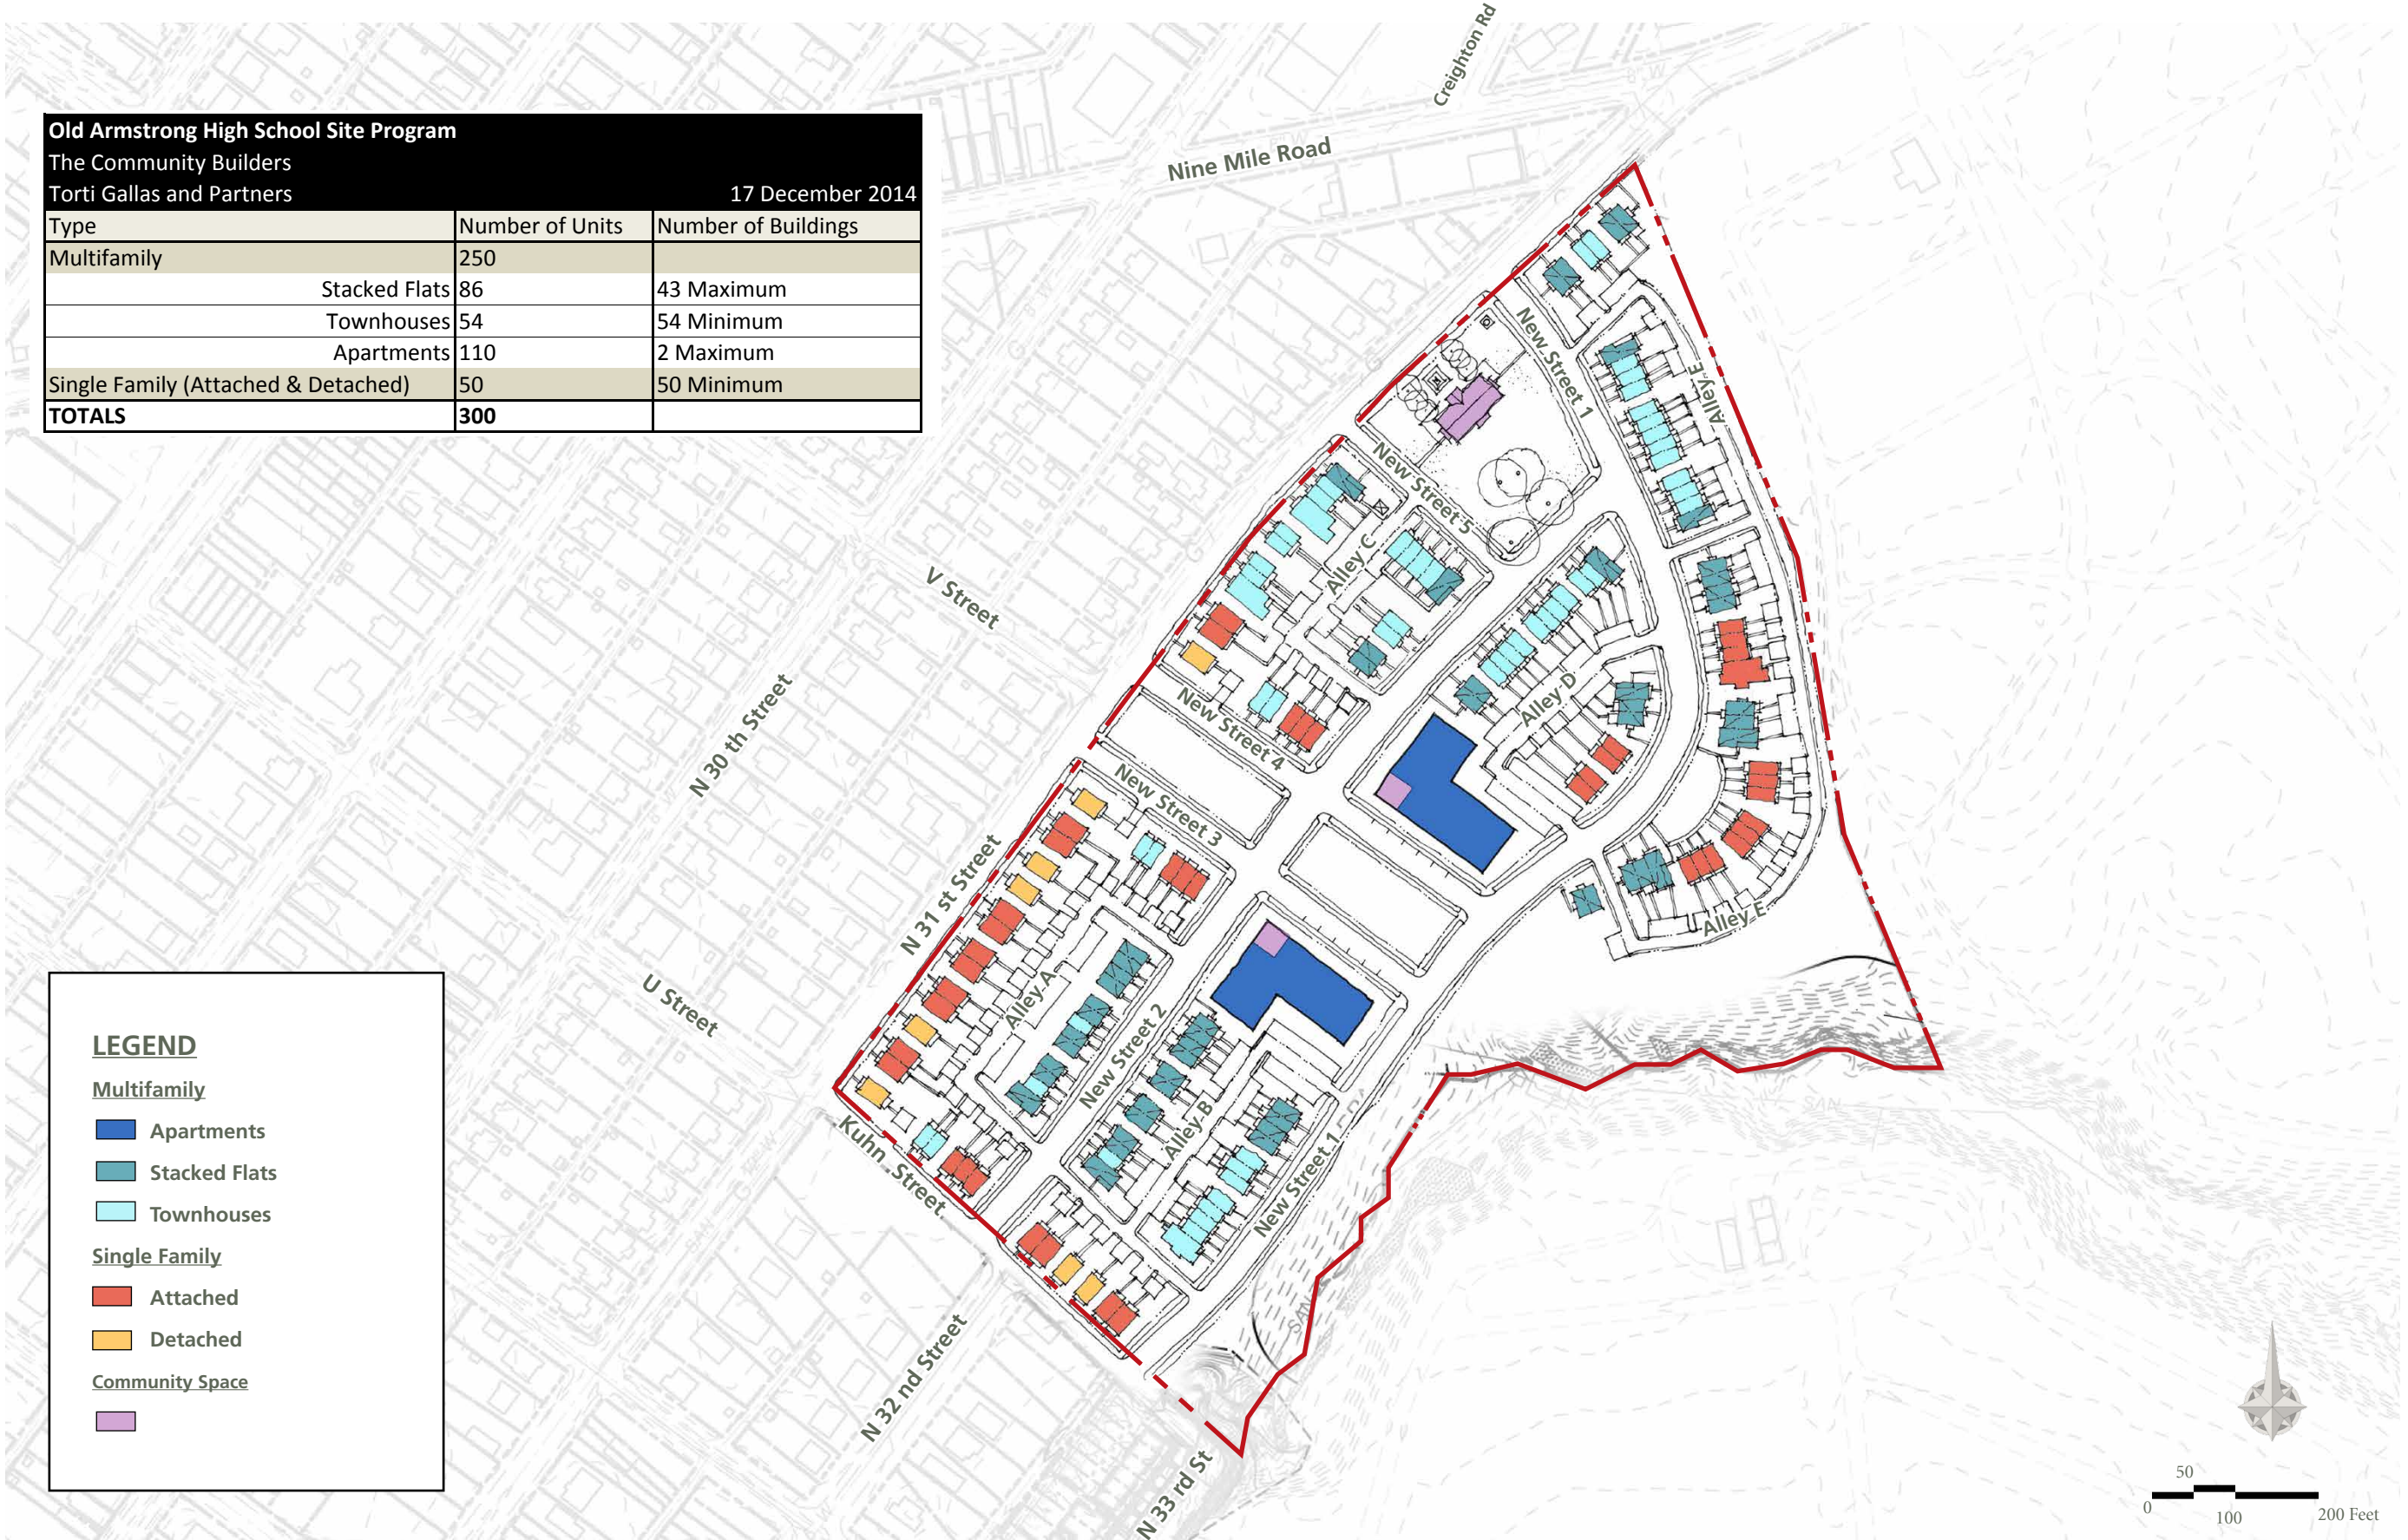 Creighton Rd
Nine Mile Road
Old Armstrong High School Site Program
The Community Builders
Torti Gallas and Partners 17 December 2014
Type Number of Units Number of Buildings
Multifamily 250
Stacked Flats 86 43 Maximum
Townhouses 54 54 Minimum
Apartments 110 2 Maximum
Single Family (Attached & Detached) 50 50 Minimum
TOTALS 300
New Street 1
Alley E
New Street 5
Alley C
V Street
Alley D
New Street 4
N 30 th Street
New Street 3
N 31 st Street
Alley E
Alley A
U Street
New Street 2
Alley B
Kuhn Street
New Street 1
N 32 nd Street
N 33 rd St
LEGEND
Multifamily
Apartments
Stacked Flats
Townhouses
Single Family
Attached
Detached
Community Space
50
0 100 200 Feet